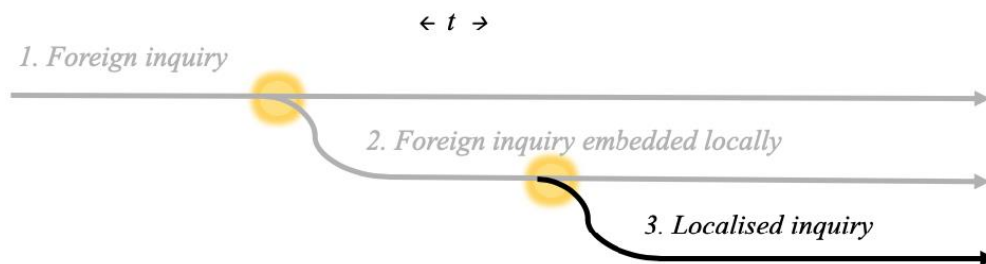 ← t →
1. Foreign inquiry
2. Foreign inquiry embedded locally
3. Localised inquiry